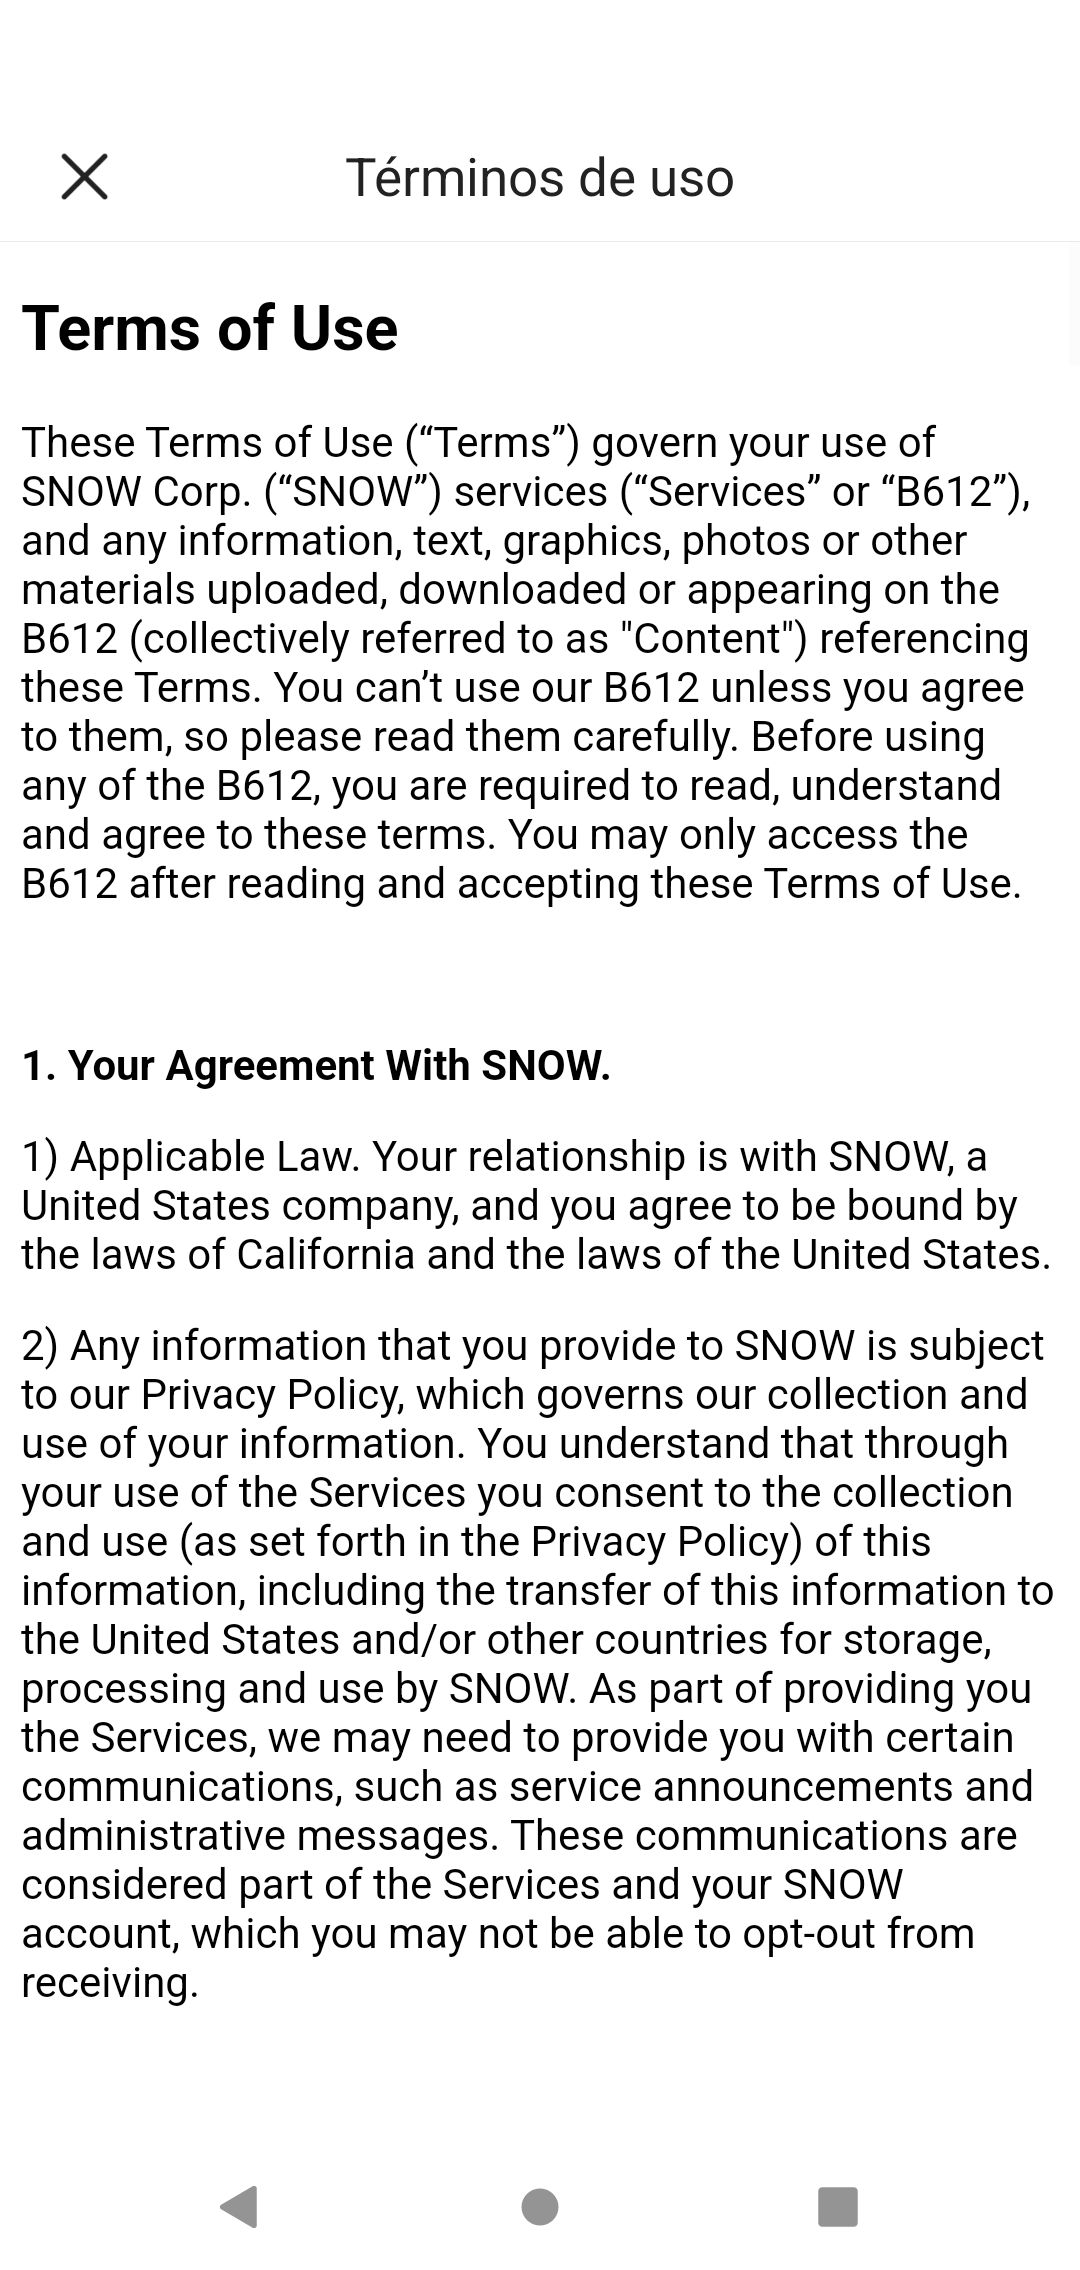 Términos de uso
Terms of Use
These Terms of Use (“Terms”) govern your use of
SNOW Corp. (“SNOW”) services (“Services” or “B612”),
and any information, text, graphics, photos or other
materials uploaded, downloaded or appearing on the
B612 (collectively referred to as "Content") referencing
these Terms. You can’t use our B612 unless you agree
to them, so please read them carefully. Before using
any of the B612, you are required to read, understand
and agree to these terms. You may only access the
B612 after reading and accepting these Terms of Use.
1. Your Agreement With SNOW.
1) Applicable Law. Your relationship is with SNOW, a
United States company, and you agree to be bound by
the laws of California and the laws of the United States.
2) Any information that you provide to SNOW is subject
to our Privacy Policy, which governs our collection and
use of your information. You understand that through
your use of the Services you consent to the collection
and use (as set forth in the Privacy Policy) of this
information, including the transfer of this information to
the United States and/or other countries for storage,
processing and use by SNOW. As part of providing you
the Services, we may need to provide you with certain
communications, such as service announcements and
administrative messages. These communications are
considered part of the Services and your SNOW
account, which you may not be able to opt-out from
receiving.